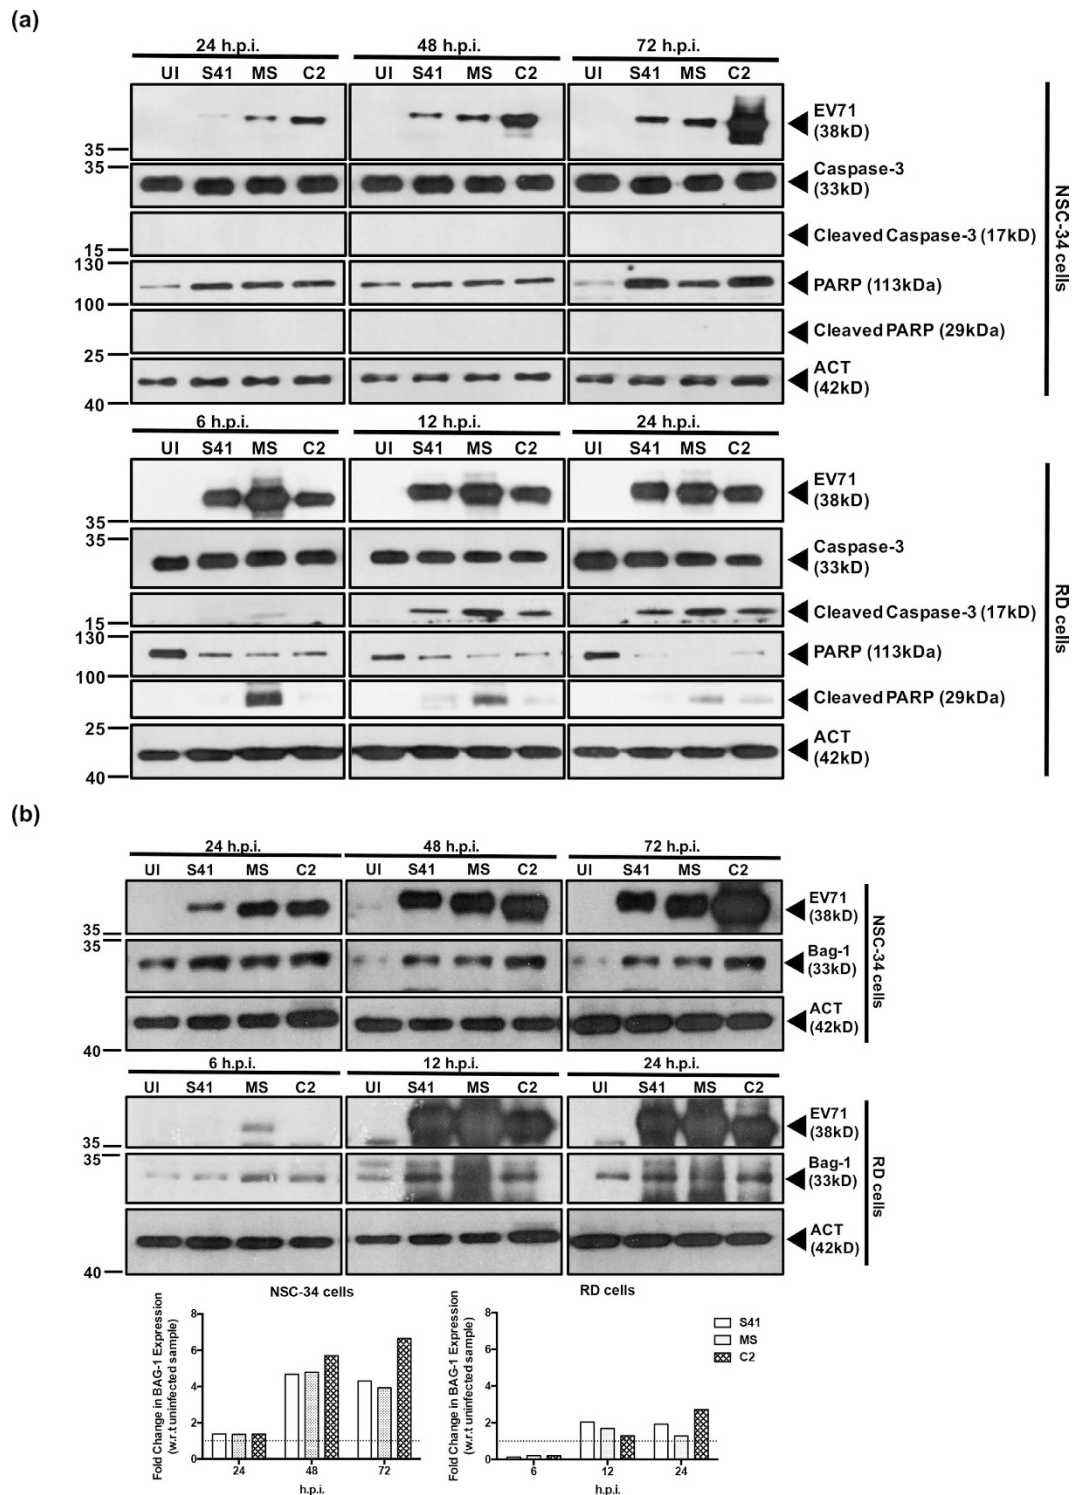 (a)
24 h.p.i. 48 h.p.i. 72 h.p.i.
UI S41 MS C2 UI S41 MS C2 UI S41 MS C2
EV71
(38kD)
35
35
Caspase-3
(33kD)
Cleaved Caspase-3 (17kD)
15
130
PARP (113kDa)
100
Cleaved PARP (29kDa)
25
ACT
(42kD)
40
NSC-34 cells
6 h.p.i. 12 h.p.i. 24 h.p.i.
UI S41 MS C2 UI S41 MS C2 UI S41 MS C2
EV71
(38kD)
35
35
Caspase-3
(33kD)
Cleaved Caspase-3 (17kD)
15
130
PARP (113kDa)
100
Cleaved PARP (29kDa)
25
ACT
(42kD)
40
RD cells
(b)
24 h.p.i. 48 h.p.i. 72 h.p.i.
UI S41 MS C2 UI S41 MS C2 UI S41 MS C2
EV71
(38kD)
35
35
Bag-1
(33kD)
ACT
(42kD)
40
NSC-34 cells
6 h.p.i. 12 h.p.i. 24 h.p.i.
UI S41 MS C2 UI S41 MS C2 UI S41 MS C2
EV71
(38kD)
35
35
Bag-1
(33kD)
ACT
(42kD)
40
RD cells
NSC-34 cells
Fold Change in BAG-1 Expression
(w.r.t uninfected sample)
8
6
4
2
0
24 48 72
h.p.i.
RD cells
Fold Change in BAG-1 Expression
(w.r.t uninfected sample)
8
6
4
2
0
6 12 24
h.p.i.
S41
MS
C2